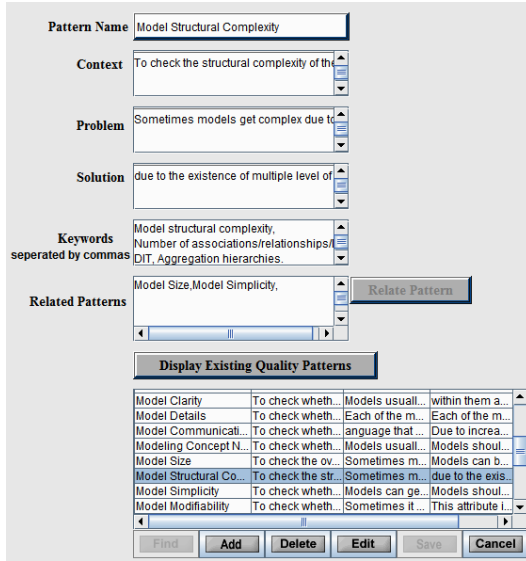 Pattern Name Model Structural Complexity
Context To check the structural complexity of the
Problem Sometimes models get complex due to
Solution due to the existence of multiple level of
Keywords
seperated by commas
Model structural complexity,
Number of associations/relationships/
DIT, Aggregation hierarchies.
Related Patterns Model Size,Model Simplicity,
Relate Pattern
Display Existing Quality Patterns
Model Clarity To check wheth... Models usuall... within them a...
Model Details To check wheth... Each of the m... Each of the m...
Model Communicati... To check wheth... anguage that ... Due to increa...
Modeling Concept N... To check wheth... Models usuall... Models shoul...
Model Size To check the ov... Sometimes m... Models can b...
Model Structural Co... To check the str... Sometimes m... due to the exis...
Model Simplicity To check wheth... Models can ge... Models shoul...
Model Modifiability To check wheth... Sometimes it ... This attribute i...
Find Add Delete Edit Save Cancel